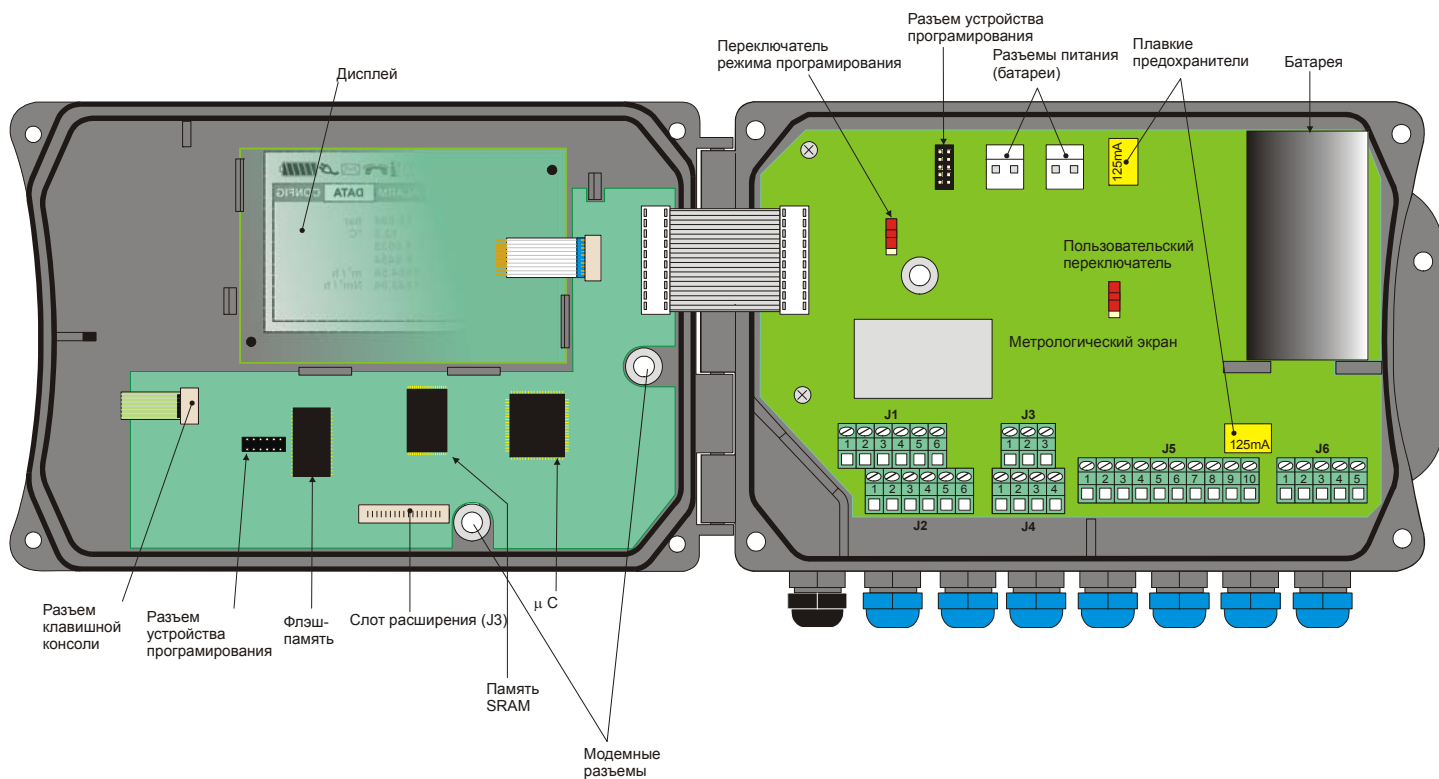 Разъем устройства
програмирования
Переключатель
режима програмирования
Разъемы питания
(батареи)
Плавкие
предохранители
Батарея
Дисплей
125mA
CONFIG
DATA
ALARM
Bar
°C
m³/h
Nm³/h
Пользовательский
переключатель
Метрологический экран
J1
1 2 3 4 5 6
J3
1 2 3
125mA
J5
1 2 3 4 5 6 7 8 9 10
J6
1 2 3 4 5
1 2 3 4 5 6
J2
1 2 3 4
J4
Разъем
клавишной
консоли
Разъем
устройства
програмирования
Флэш-
память
Слот расширения (J3)
μ C
Память
SRAM
Модемные
разъемы